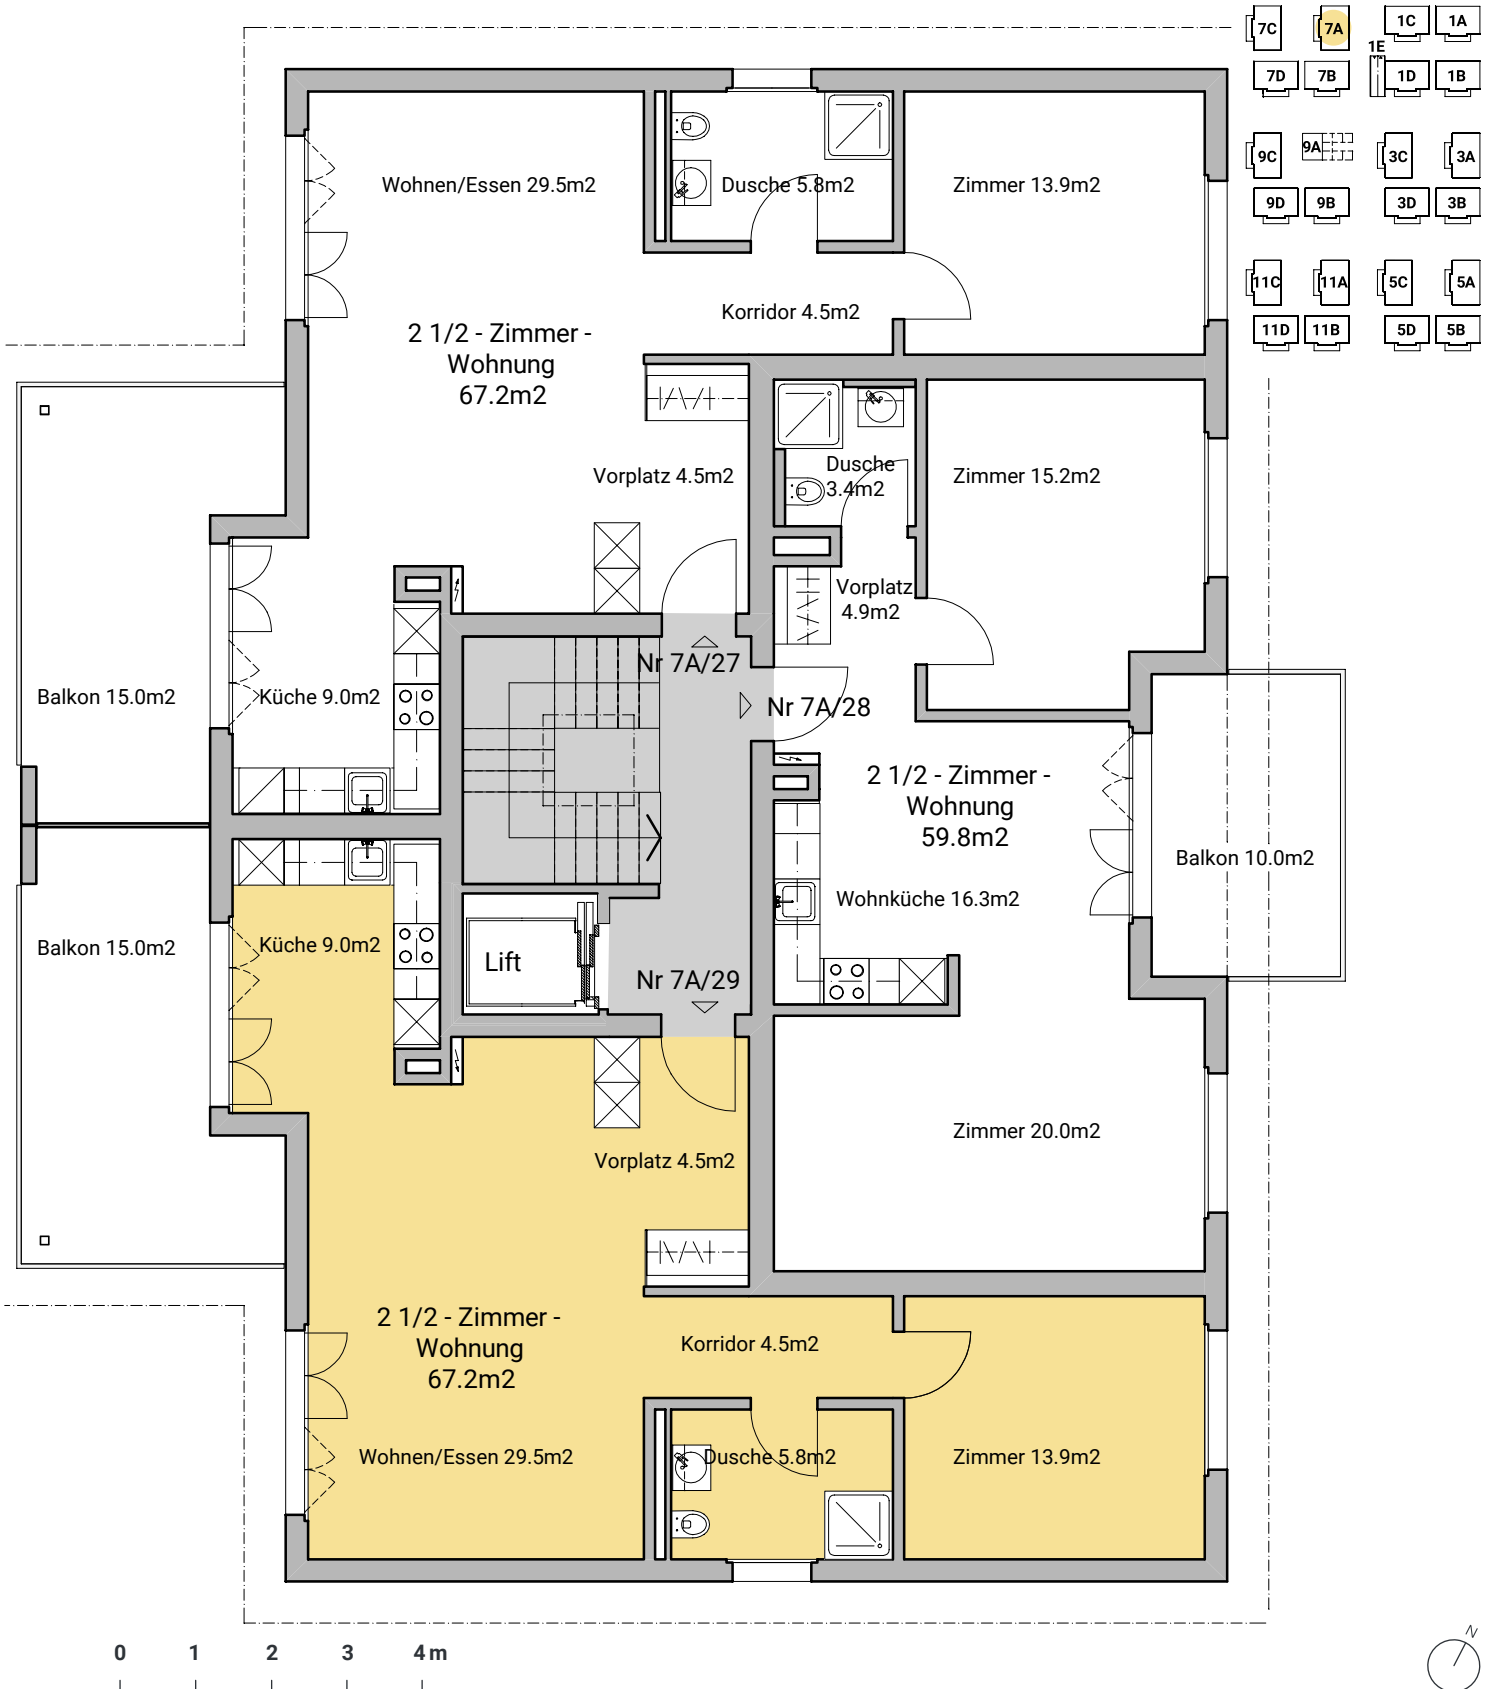 7C 7A 1C 1A
1E
7D 7B 1D 1B
9C 9A 3C 3A
9D 9B 3D 3B
11C 11A 5C 5A
11D 11B 5D 5B
Wohnen/Essen 29.5m2
Dusche 5.8m2
Zimmer 13.9m2
Korridor 4.5m2
2 1/2 - Zimmer -
Wohnung
67.2m2
Vorplatz 4.5m2
Dusche
3.4m2
Zimmer 15.2m2
Vorplatz
4.9m2
Balkon 15.0m2
Küche 9.0m2
Nr 7A/27
Nr 7A/28
2 1/2 - Zimmer -
Wohnung
59.8m2
Balkon 10.0m2
Wohnküche 16.3m2
Balkon 15.0m2
Küche 9.0m2
Lift
Nr 7A/29
Zimmer 20.0m2
Vorplatz 4.5m2
2 1/2 - Zimmer -
Wohnung
67.2m2
Korridor 4.5m2
Wohnen/Essen 29.5m2
Dusche 5.8m2
Zimmer 13.9m2
0 1 2 3 4 m
N